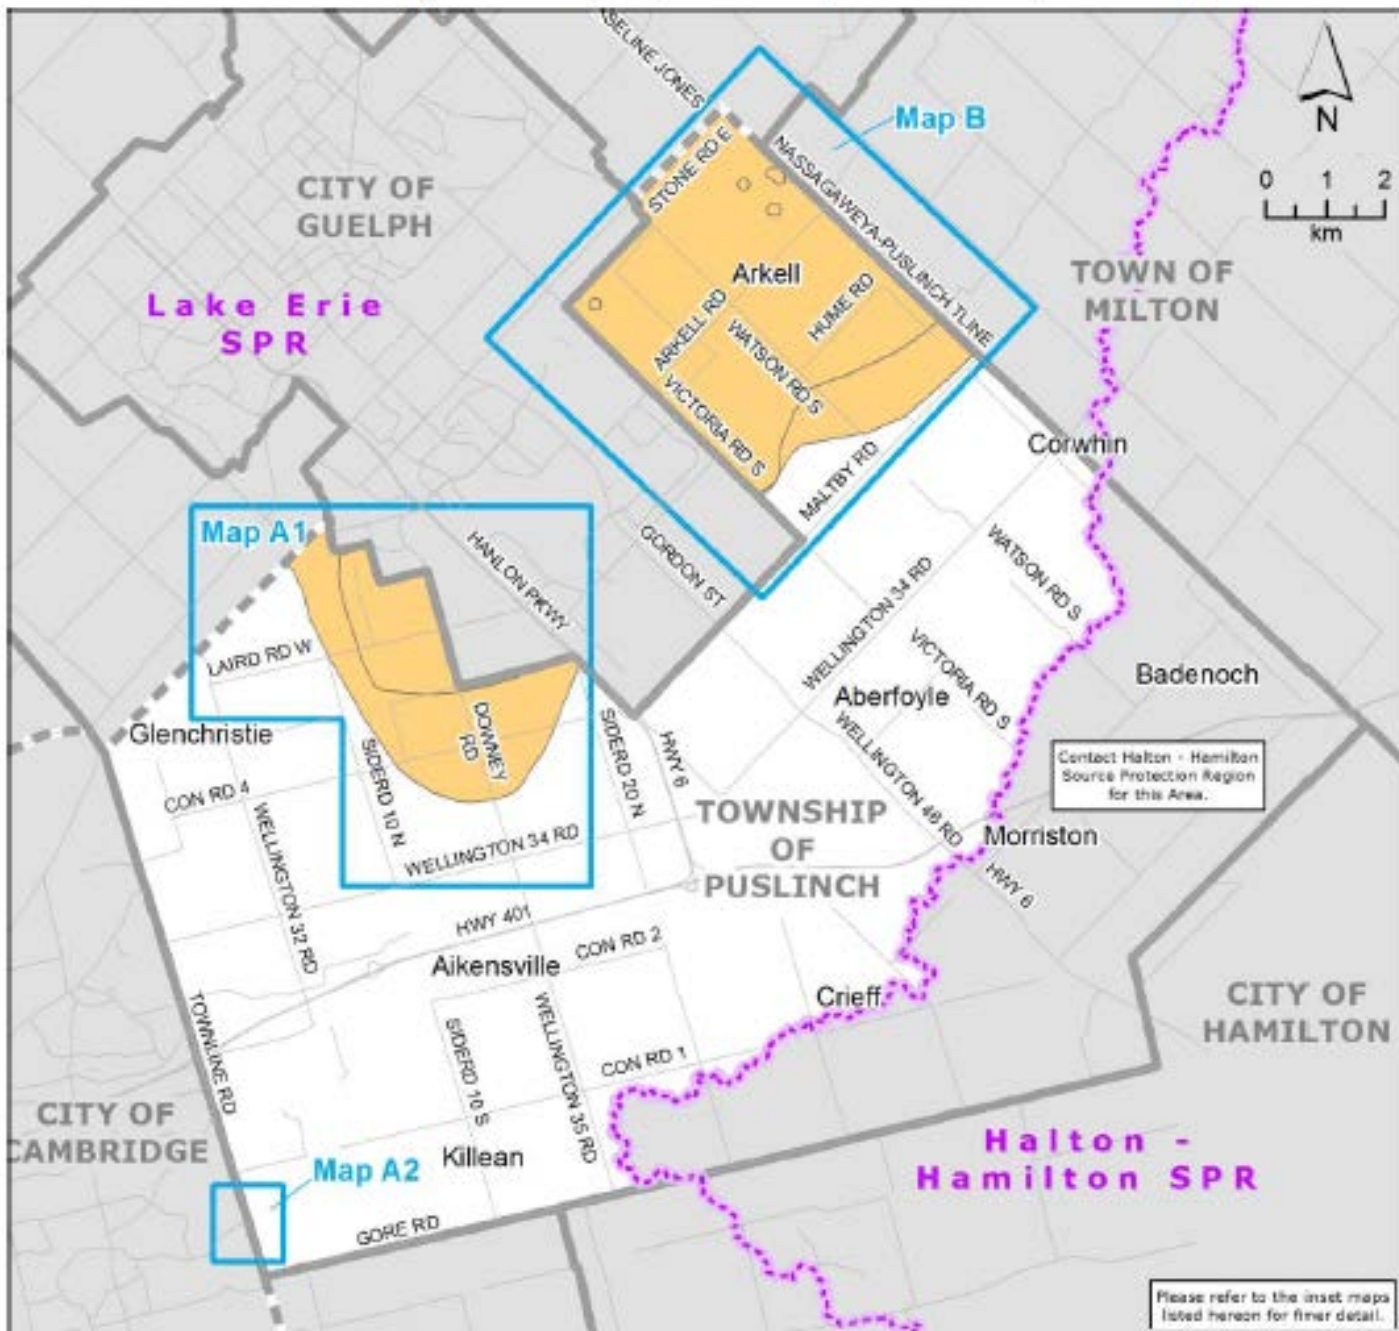 SELINE JONES
Map B
N
CITY OF
GUELPH
STONE RD E
NASSAGAWEYA-PUSLINCH TLINE
0 1 2
km
Lake Erie
SPR
Arkell
TOWN OF
MILTON
HUME RD
ARKELL RD
WATSON RD S
VICTORIA RD S
Corwhin
MALTBY RD
Map A1
HANLON PKWY
GORDON ST
WATSON RD S
WELLINGTON 34 RD
VICTORIA RD S
LAIRD RD W
Badenoch
Aberfoyle
Glenchristie
DOWNEY
RD
SIDERD 10 N
SIDERD 20 N
HWY 6
WELLINGTON 46 RD
Contact Halton - Hamilton
Source Protection Region
for this Area.
CON RD 4
WELLINGTON 32 RD
WELLINGTON 34 RD
TOWNSHIP
OF
PUSLINCH
Morriston
HWY 6
HWY 401
CON RD 2
Aikensville
Crieff
CITY OF
HAMILTON
TOWNLINE RD
SIDERD 10 S
WELLINGTON 35 RD
CON RD 1
CITY OF
CAMBRIDGE
Killean
Halton -
Hamilton SPR
Map A2
GORE RD
Please refer to the inset maps
listed hereon for finer detail.